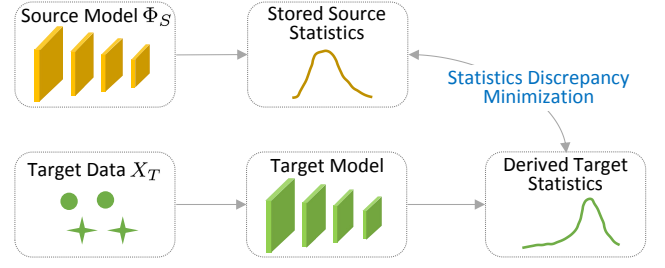 Source Model Φ_S
Stored Source
Statistics
Statistics Discrepancy
Minimization
Target Data X_T
Target Model
Derived Target
Statistics